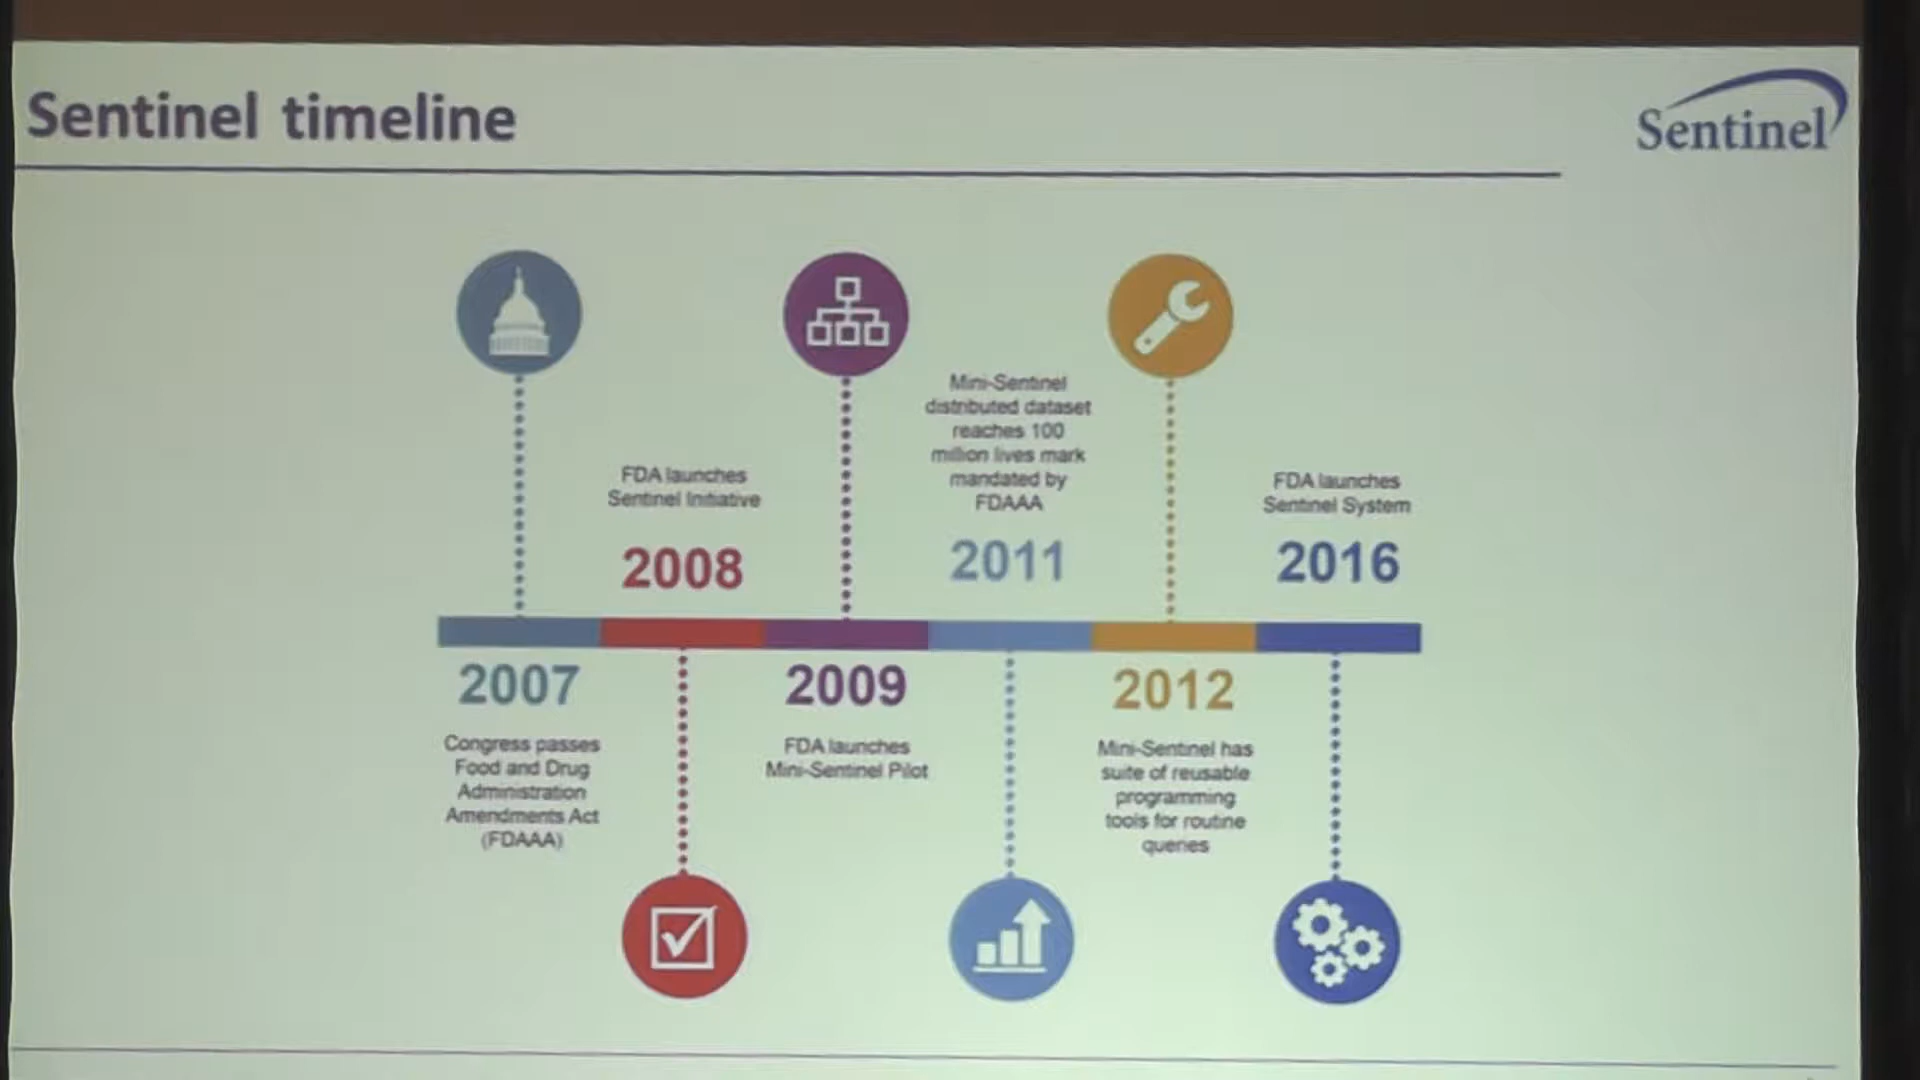 Sentinel timeline
Sentinel
FDA launches
Sentinel Initiative
2008
Mini-Sentinel
distributed dataset
reaches 100
million lives mark
mandated by
FDAAA
2011
FDA launches
Sentinel System
2016
2007
Congress passes
Food and Drug
Administration
Amendments Act
(FDAAA)
2009
FDA launches
Mini-Sentinel Pilot
2012
Mini-Sentinel has
suite of reusable
programming
tools for routine
queries